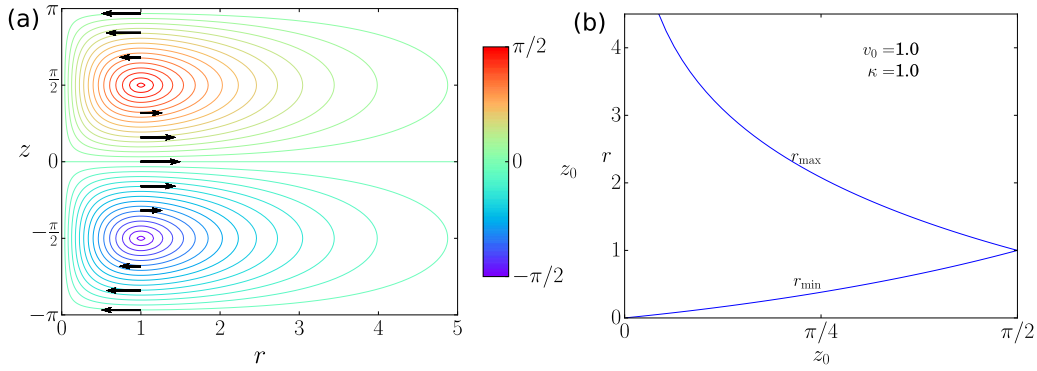 (a)
π
π/2
z
0
−π/2
−π
0 1 2 3 4 5
r
π/2
0
z₀
−π/2
(b)
4
3
r
2
1
0
v₀ =1.0
κ =1.0
r_max
r_min
0 π/4 π/2
z₀